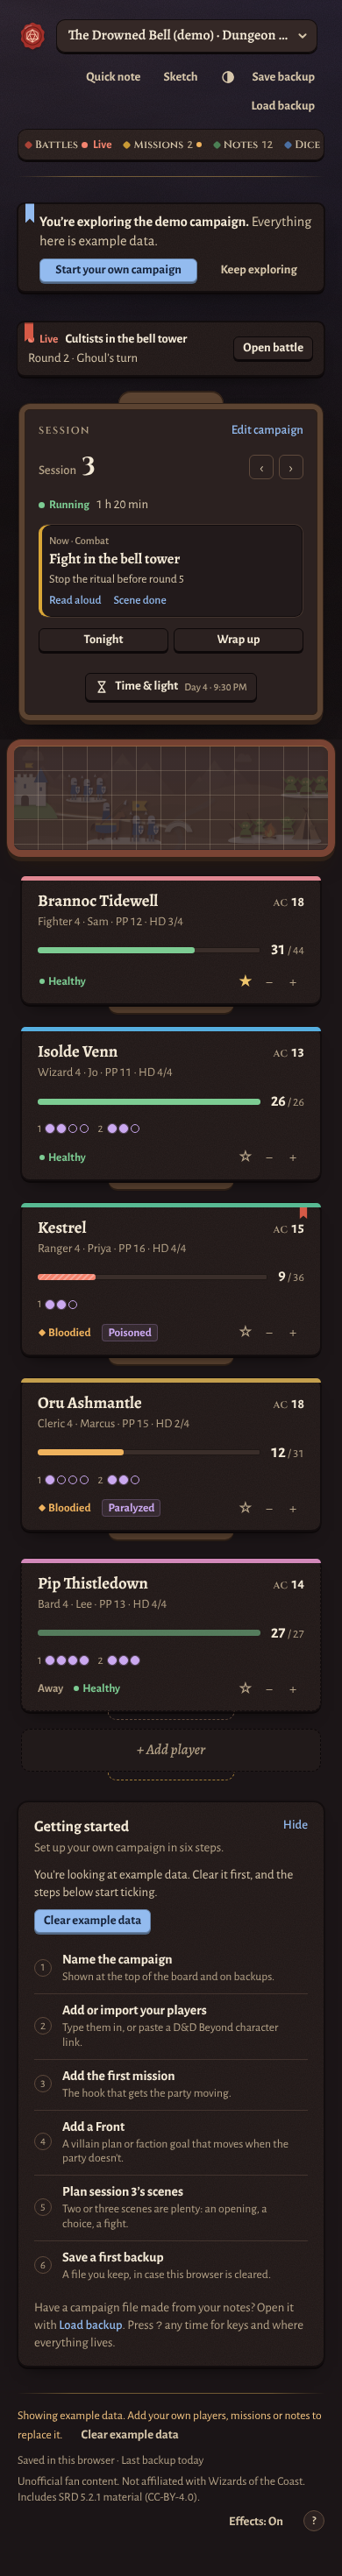 The Drowned Bell (demo) · Dungeon ...
Quick note Sketch Save backup
Load backup
BATTLES Live MISSIONS 2 NOTES 12 DICE
You're exploring the demo campaign. Everything
here is example data.
Start your own campaign Keep exploring
Live Cultists in the bell tower
Round 2 · Ghoul's turn
Open battle
SESSION Edit campaign
Session 3 ‹ ›
Running 1 h 20 min
Now · Combat
Fight in the bell tower
Stop the ritual before round 5
Read aloud Scene done
Tonight Wrap up
Time & light Day 4 · 9:30 PM
Brannoc Tidewell AC 18
Fighter 4 · Sam · PP 12 · HD 3/4
31 / 44
Healthy ★ – +
Isolde Venn AC 13
Wizard 4 · Jo · PP 11 · HD 4/4
26 / 26
1 2
Healthy ☆ – +
Kestrel AC 15
Ranger 4 · Priya · PP 16 · HD 4/4
9 / 36
1
Bloodied Poisoned ☆ – +
Oru Ashmantle AC 18
Cleric 4 · Marcus · PP 15 · HD 2/4
12 / 31
1 2
Bloodied Paralyzed ☆ – +
Pip Thistledown AC 14
Bard 4 · Lee · PP 13 · HD 4/4
27 / 27
1 2
Away Healthy ☆ – +
+ Add player
Getting started Hide
Set up your own campaign in six steps.
You're looking at example data. Clear it first, and the
steps below start ticking.
Clear example data
1 Name the campaign
Shown at the top of the board and on backups.
2 Add or import your players
Type them in, or paste a D&D Beyond character
link.
3 Add the first mission
The hook that gets the party moving.
4 Add a Front
A villain plan or faction goal that moves when the
party doesn't.
5 Plan session 3's scenes
Two or three scenes are plenty: an opening, a
choice, a fight.
6 Save a first backup
A file you keep, in case this browser is cleared.
Have a campaign file made from your notes? Open it
with Load backup. Press ? any time for keys and where
everything lives.
Showing example data. Add your own players, missions or notes to
replace it. Clear example data
Saved in this browser · Last backup today
Unofficial fan content. Not affiliated with Wizards of the Coast.
Includes SRD 5.2.1 material (CC-BY-4.0).
Effects: On ?